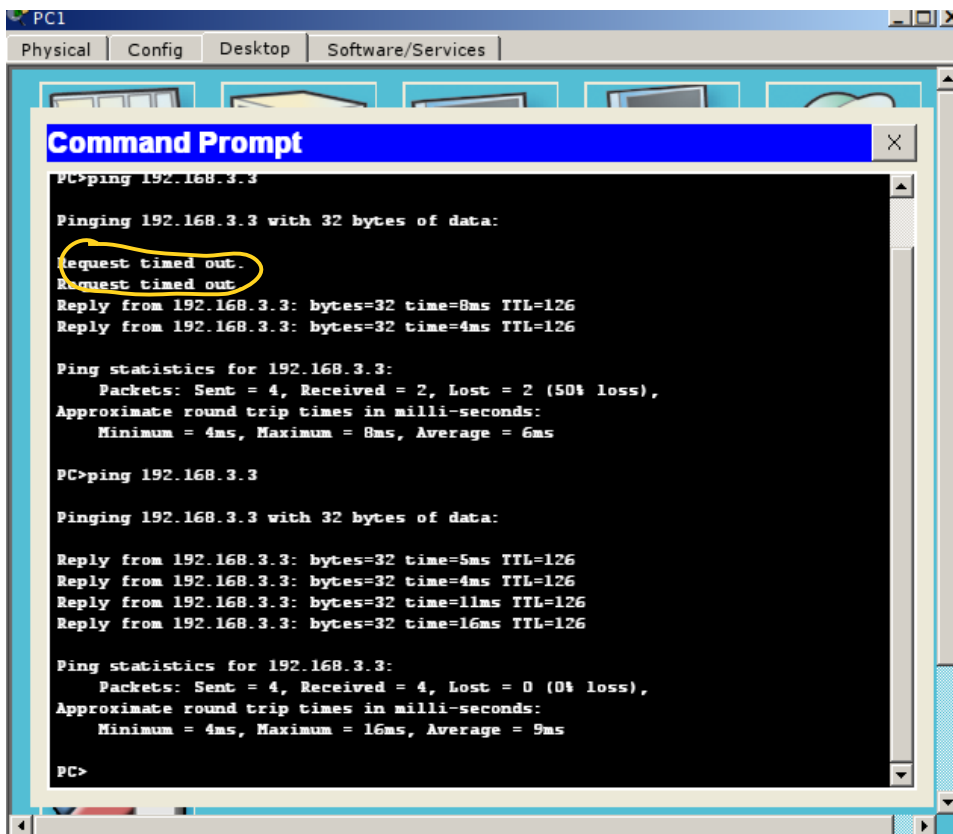 PC1
Physical Config Desktop Software/Services
Command Prompt
PC>ping 192.168.3.3
Pinging 192.168.3.3 with 32 bytes of data:
Request timed out.
Request timed out
Reply from 192.168.3.3: bytes=32 time=8ms TTL=126
Reply from 192.168.3.3: bytes=32 time=4ms TTL=126
Ping statistics for 192.168.3.3:
Packets: Sent = 4, Received = 2, Lost = 2 (50% loss),
Approximate round trip times in milli-seconds:
Minimum = 4ms, Maximum = 8ms, Average = 6ms
PC>ping 192.168.3.3
Pinging 192.168.3.3 with 32 bytes of data:
Reply from 192.168.3.3: bytes=32 time=5ms TTL=126
Reply from 192.168.3.3: bytes=32 time=4ms TTL=126
Reply from 192.168.3.3: bytes=32 time=11ms TTL=126
Reply from 192.168.3.3: bytes=32 time=16ms TTL=126
Ping statistics for 192.168.3.3:
Packets: Sent = 4, Received = 4, Lost = 0 (0% loss),
Approximate round trip times in milli-seconds:
Minimum = 4ms, Maximum = 16ms, Average = 9ms
PC>